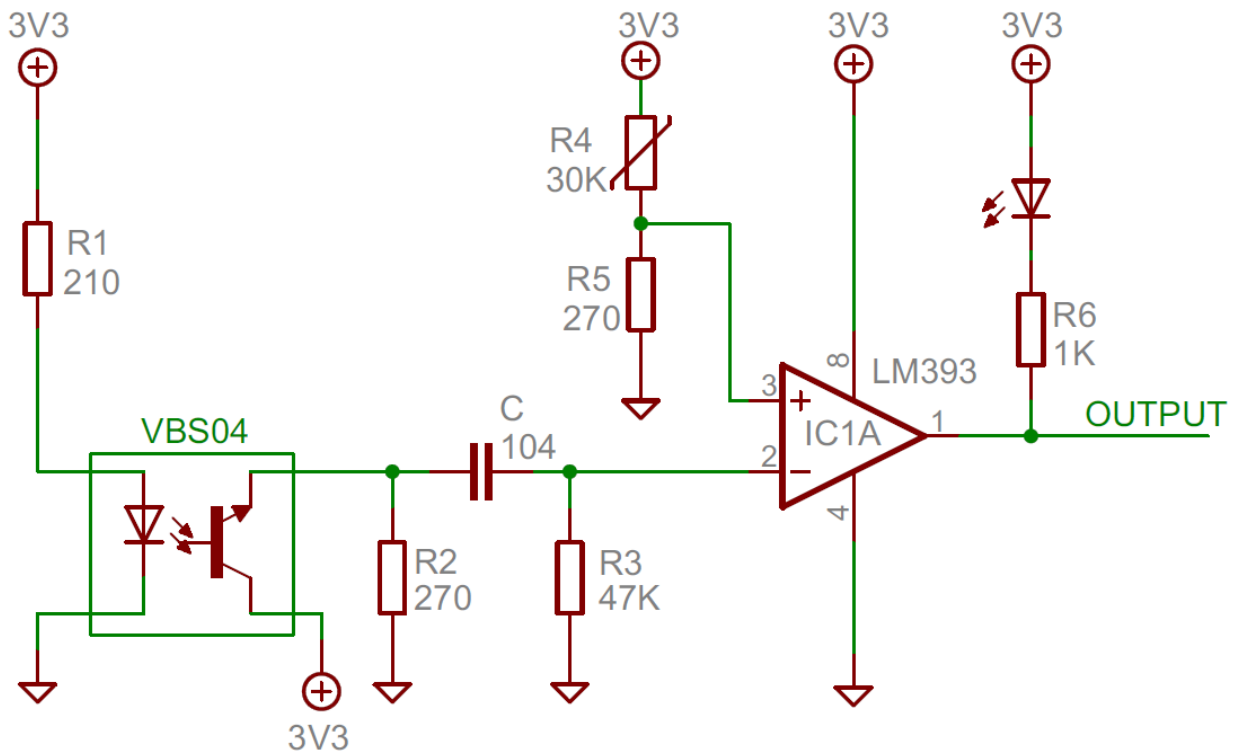 3V3
3V3
3V3
3V3
R4
30K
R1
210
R5
270
R6
1K
8
LM393
3
+
IC1A
1
OUTPUT
VBS04
C
104
2
−
4
R2
270
R3
47K
3V3